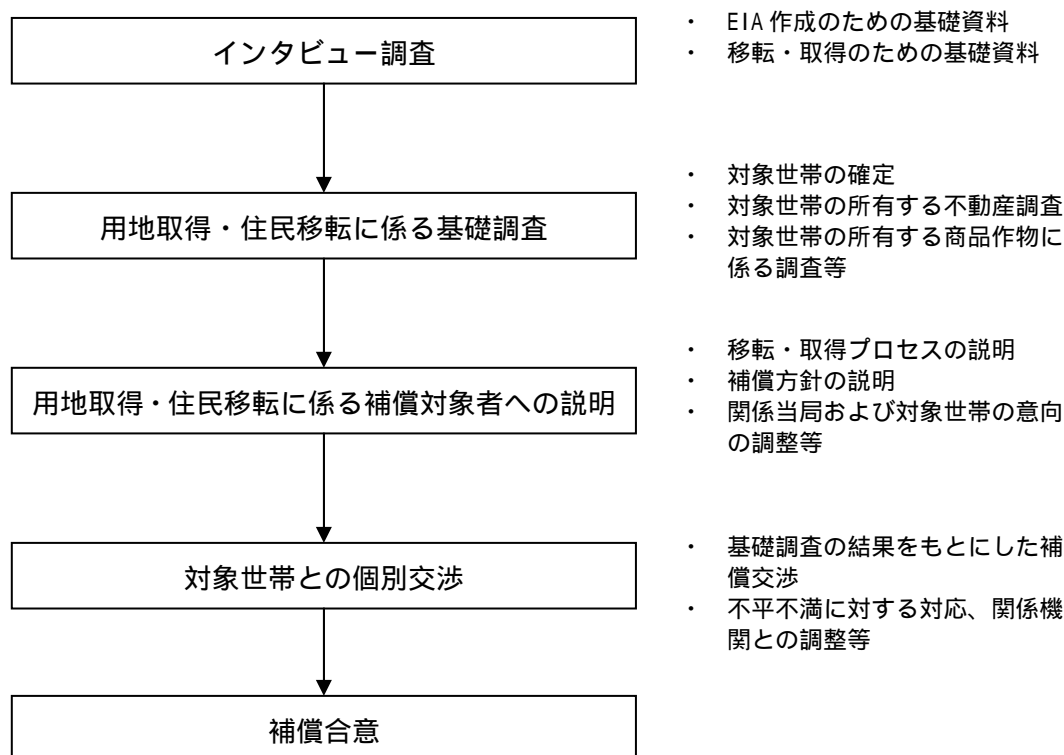 インタビュー調査
・ EIA 作成のための基礎資料
・ 移転・取得のための基礎資料
用地取得・住民移転に係る基礎調査
・ 対象世帯の確定
・ 対象世帯の所有する不動産調査
・ 対象世帯の所有する商品作物に
係る調査等
用地取得・住民移転に係る補償対象者への説明
・ 移転・取得プロセスの説明
・ 補償方針の説明
・ 関係当局および対象世帯の意向
の調整等
対象世帯との個別交渉
・ 基礎調査の結果をもとにした補
償交渉
・ 不平不満に対する対応、関係機
関との調整等
補償合意